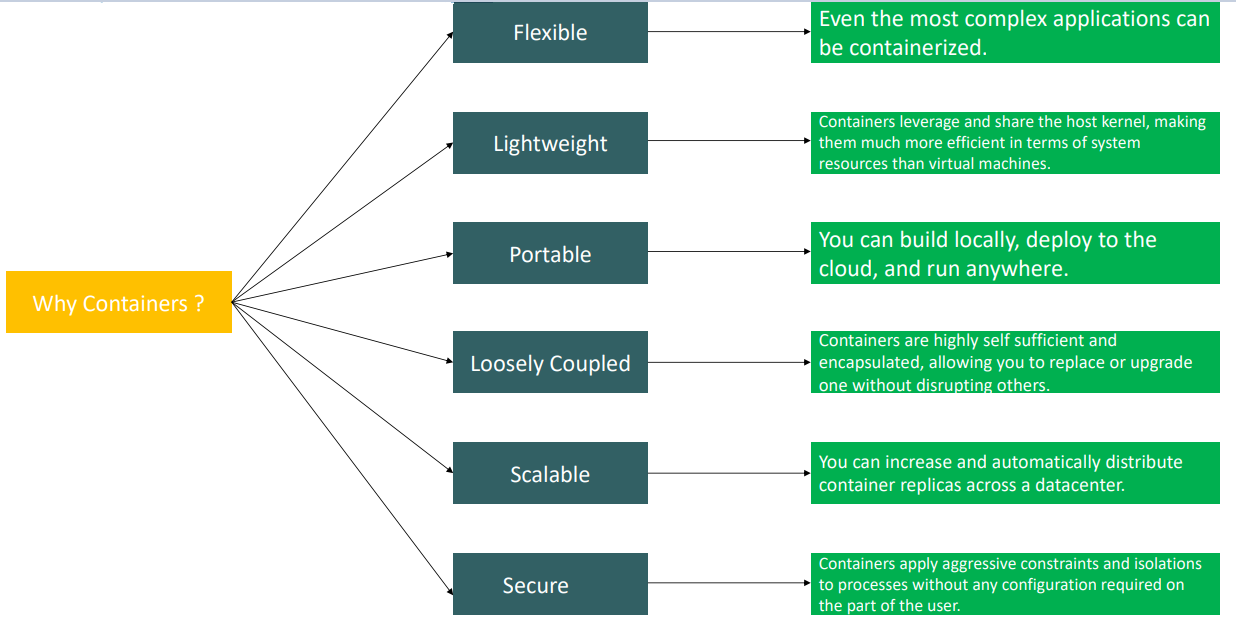 Why Containers ?
Flexible
Even the most complex applications can
be containerized.
Lightweight
Containers leverage and share the host kernel, making
them much more efficient in terms of system
resources than virtual machines.
Portable
You can build locally, deploy to the
cloud, and run anywhere.
Loosely Coupled
Containers are highly self sufficient and
encapsulated, allowing you to replace or upgrade
one without disrupting others.
Scalable
You can increase and automatically distribute
container replicas across a datacenter.
Secure
Containers apply aggressive constraints and isolations
to processes without any configuration required on
the part of the user.